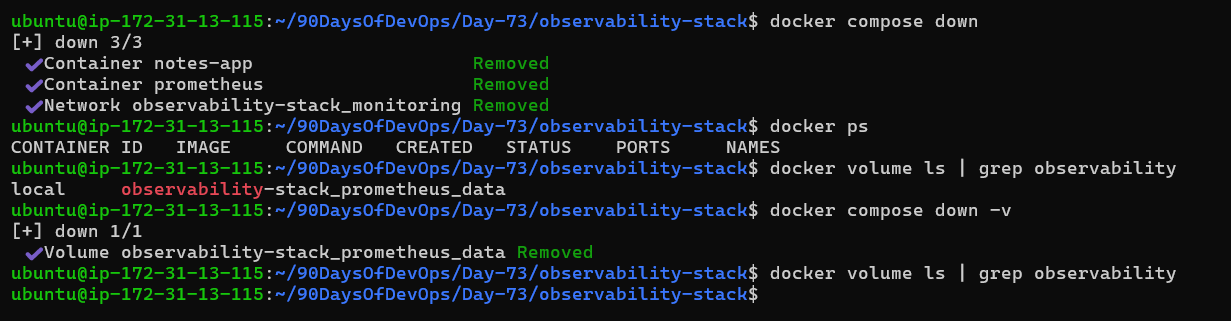 ubuntu@ip-172-31-13-115:~/90DaysOfDevOps/Day-73/observability-stack$ docker compose down
[+] down 3/3
✔Container notes-app Removed
✔Container prometheus Removed
✔Network observability-stack_monitoring Removed
ubuntu@ip-172-31-13-115:~/90DaysOfDevOps/Day-73/observability-stack$ docker ps
CONTAINER ID IMAGE COMMAND CREATED STATUS PORTS NAMES
ubuntu@ip-172-31-13-115:~/90DaysOfDevOps/Day-73/observability-stack$ docker volume ls | grep observability
local observability-stack_prometheus_data
ubuntu@ip-172-31-13-115:~/90DaysOfDevOps/Day-73/observability-stack$ docker compose down -v
[+] down 1/1
✔Volume observability-stack_prometheus_data Removed
ubuntu@ip-172-31-13-115:~/90DaysOfDevOps/Day-73/observability-stack$ docker volume ls | grep observability
ubuntu@ip-172-31-13-115:~/90DaysOfDevOps/Day-73/observability-stack$